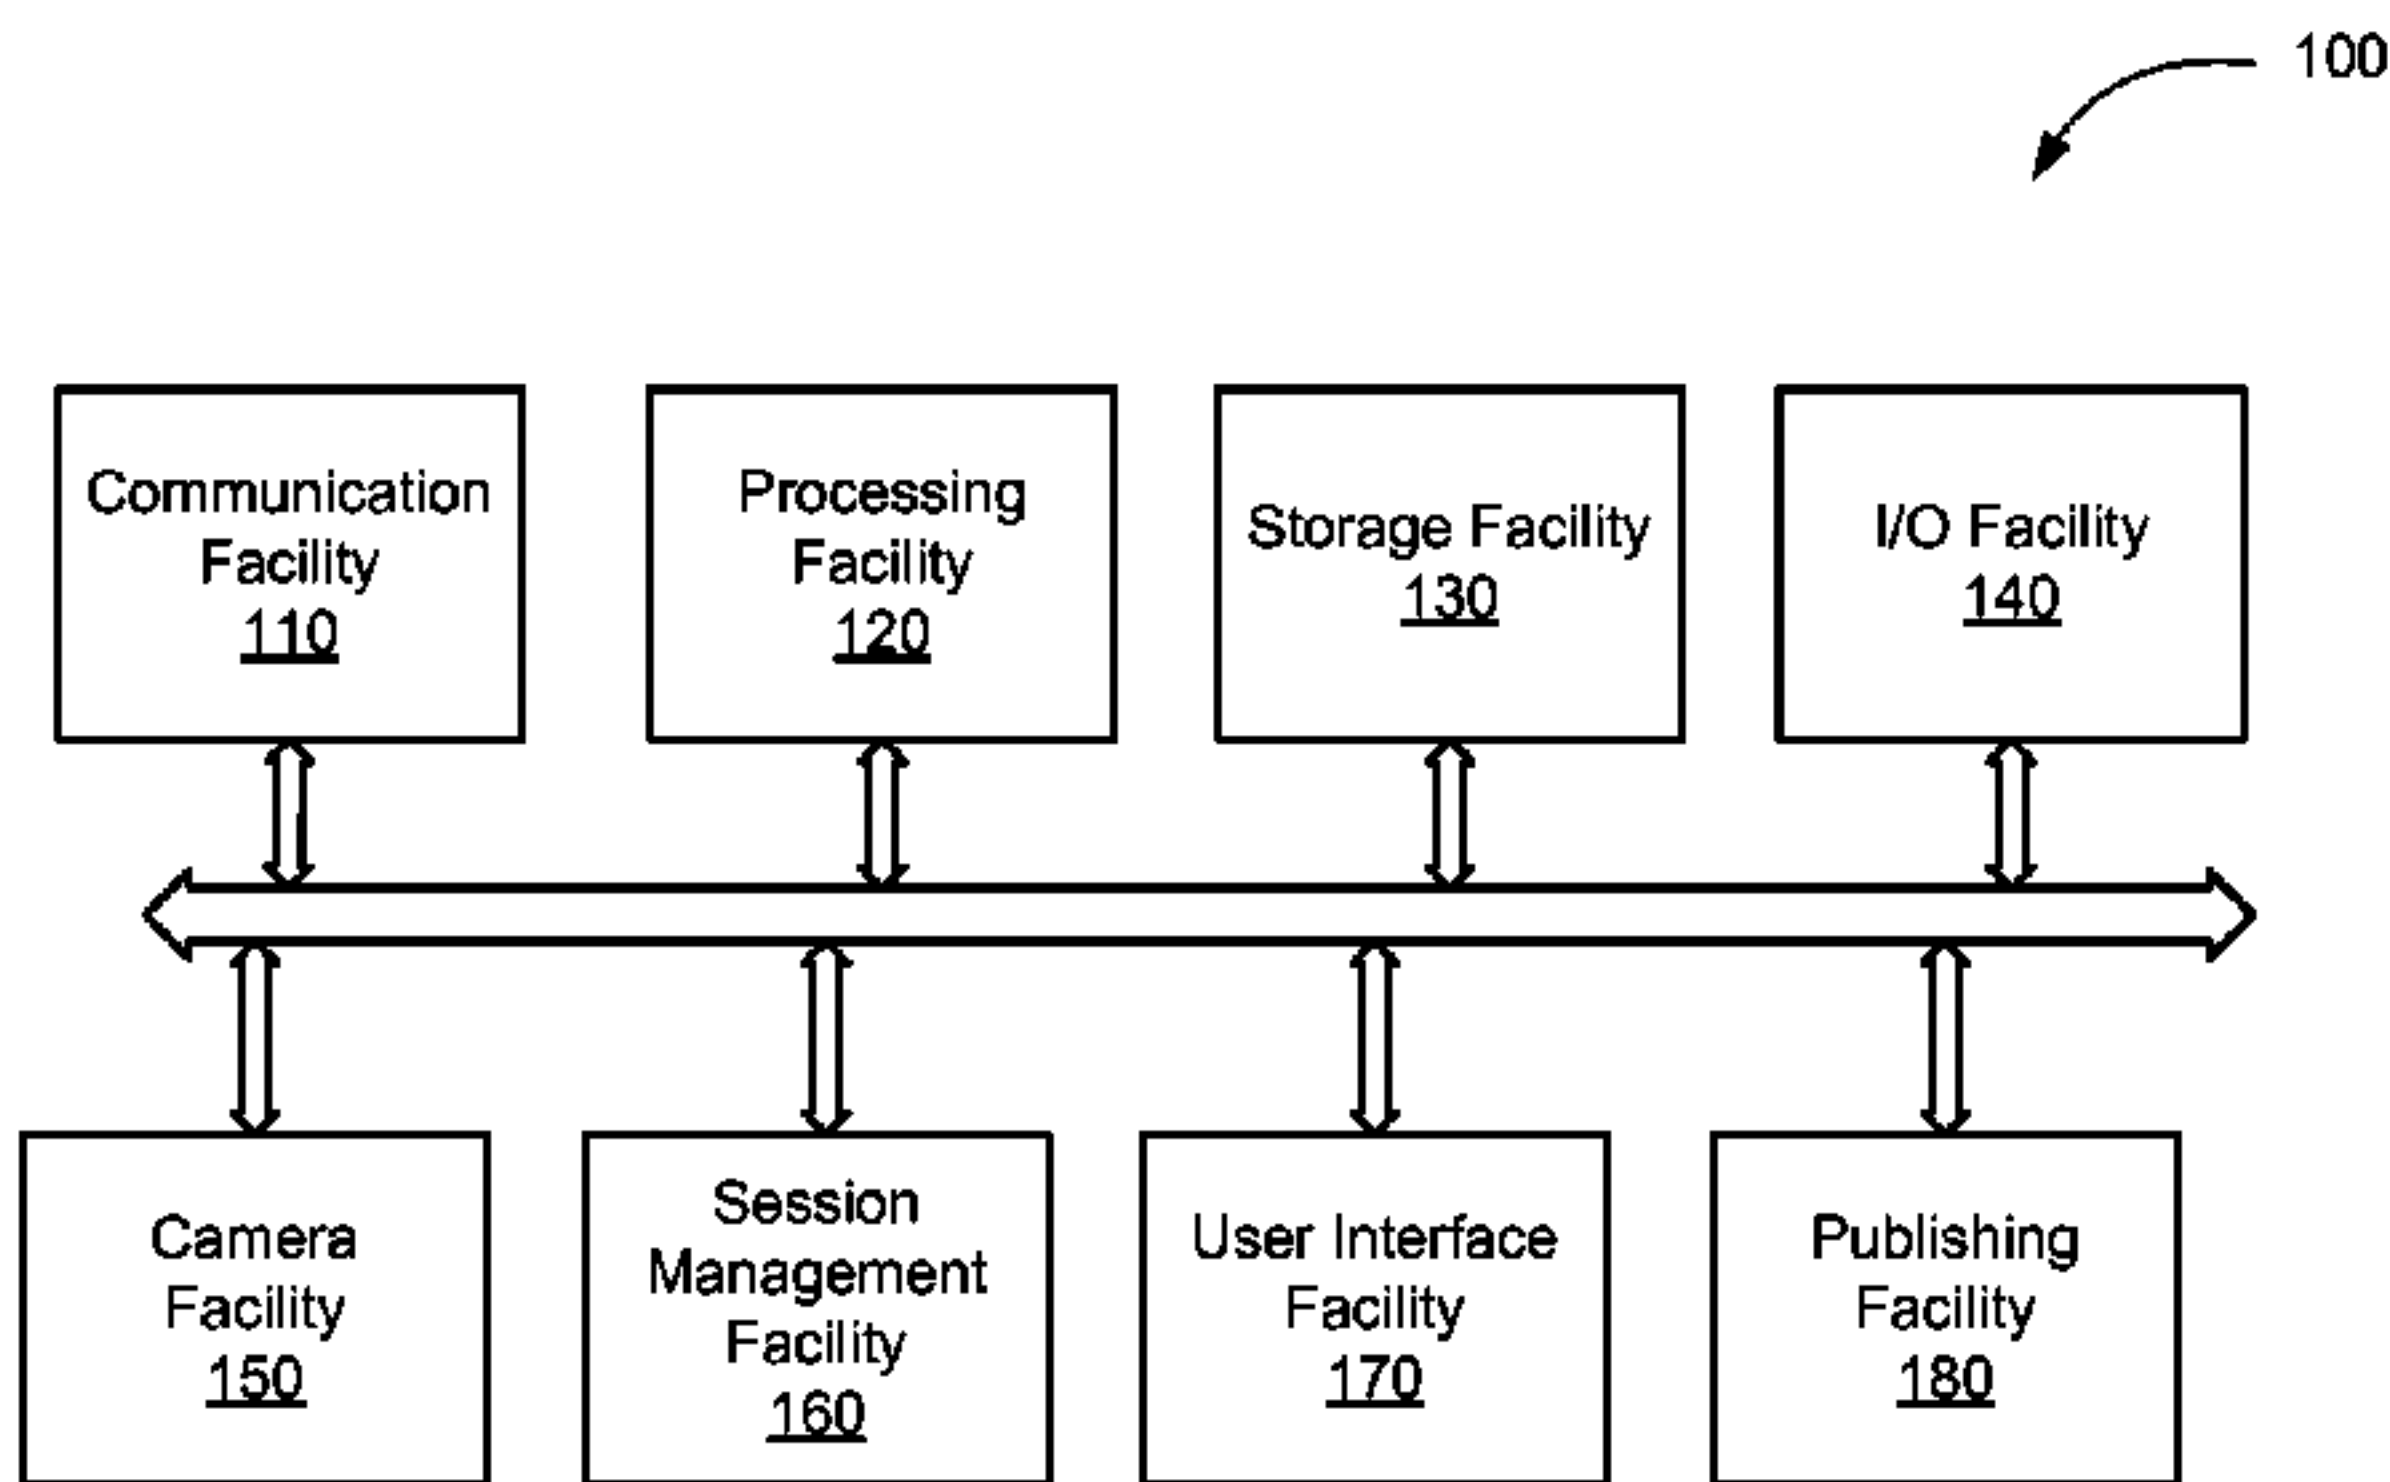 100
Communication
Facility
110
Processing
Facility
120
Storage Facility
130
I/O Facility
140
Camera
Facility
150
Session
Management
Facility
160
User Interface
Facility
170
Publishing
Facility
180